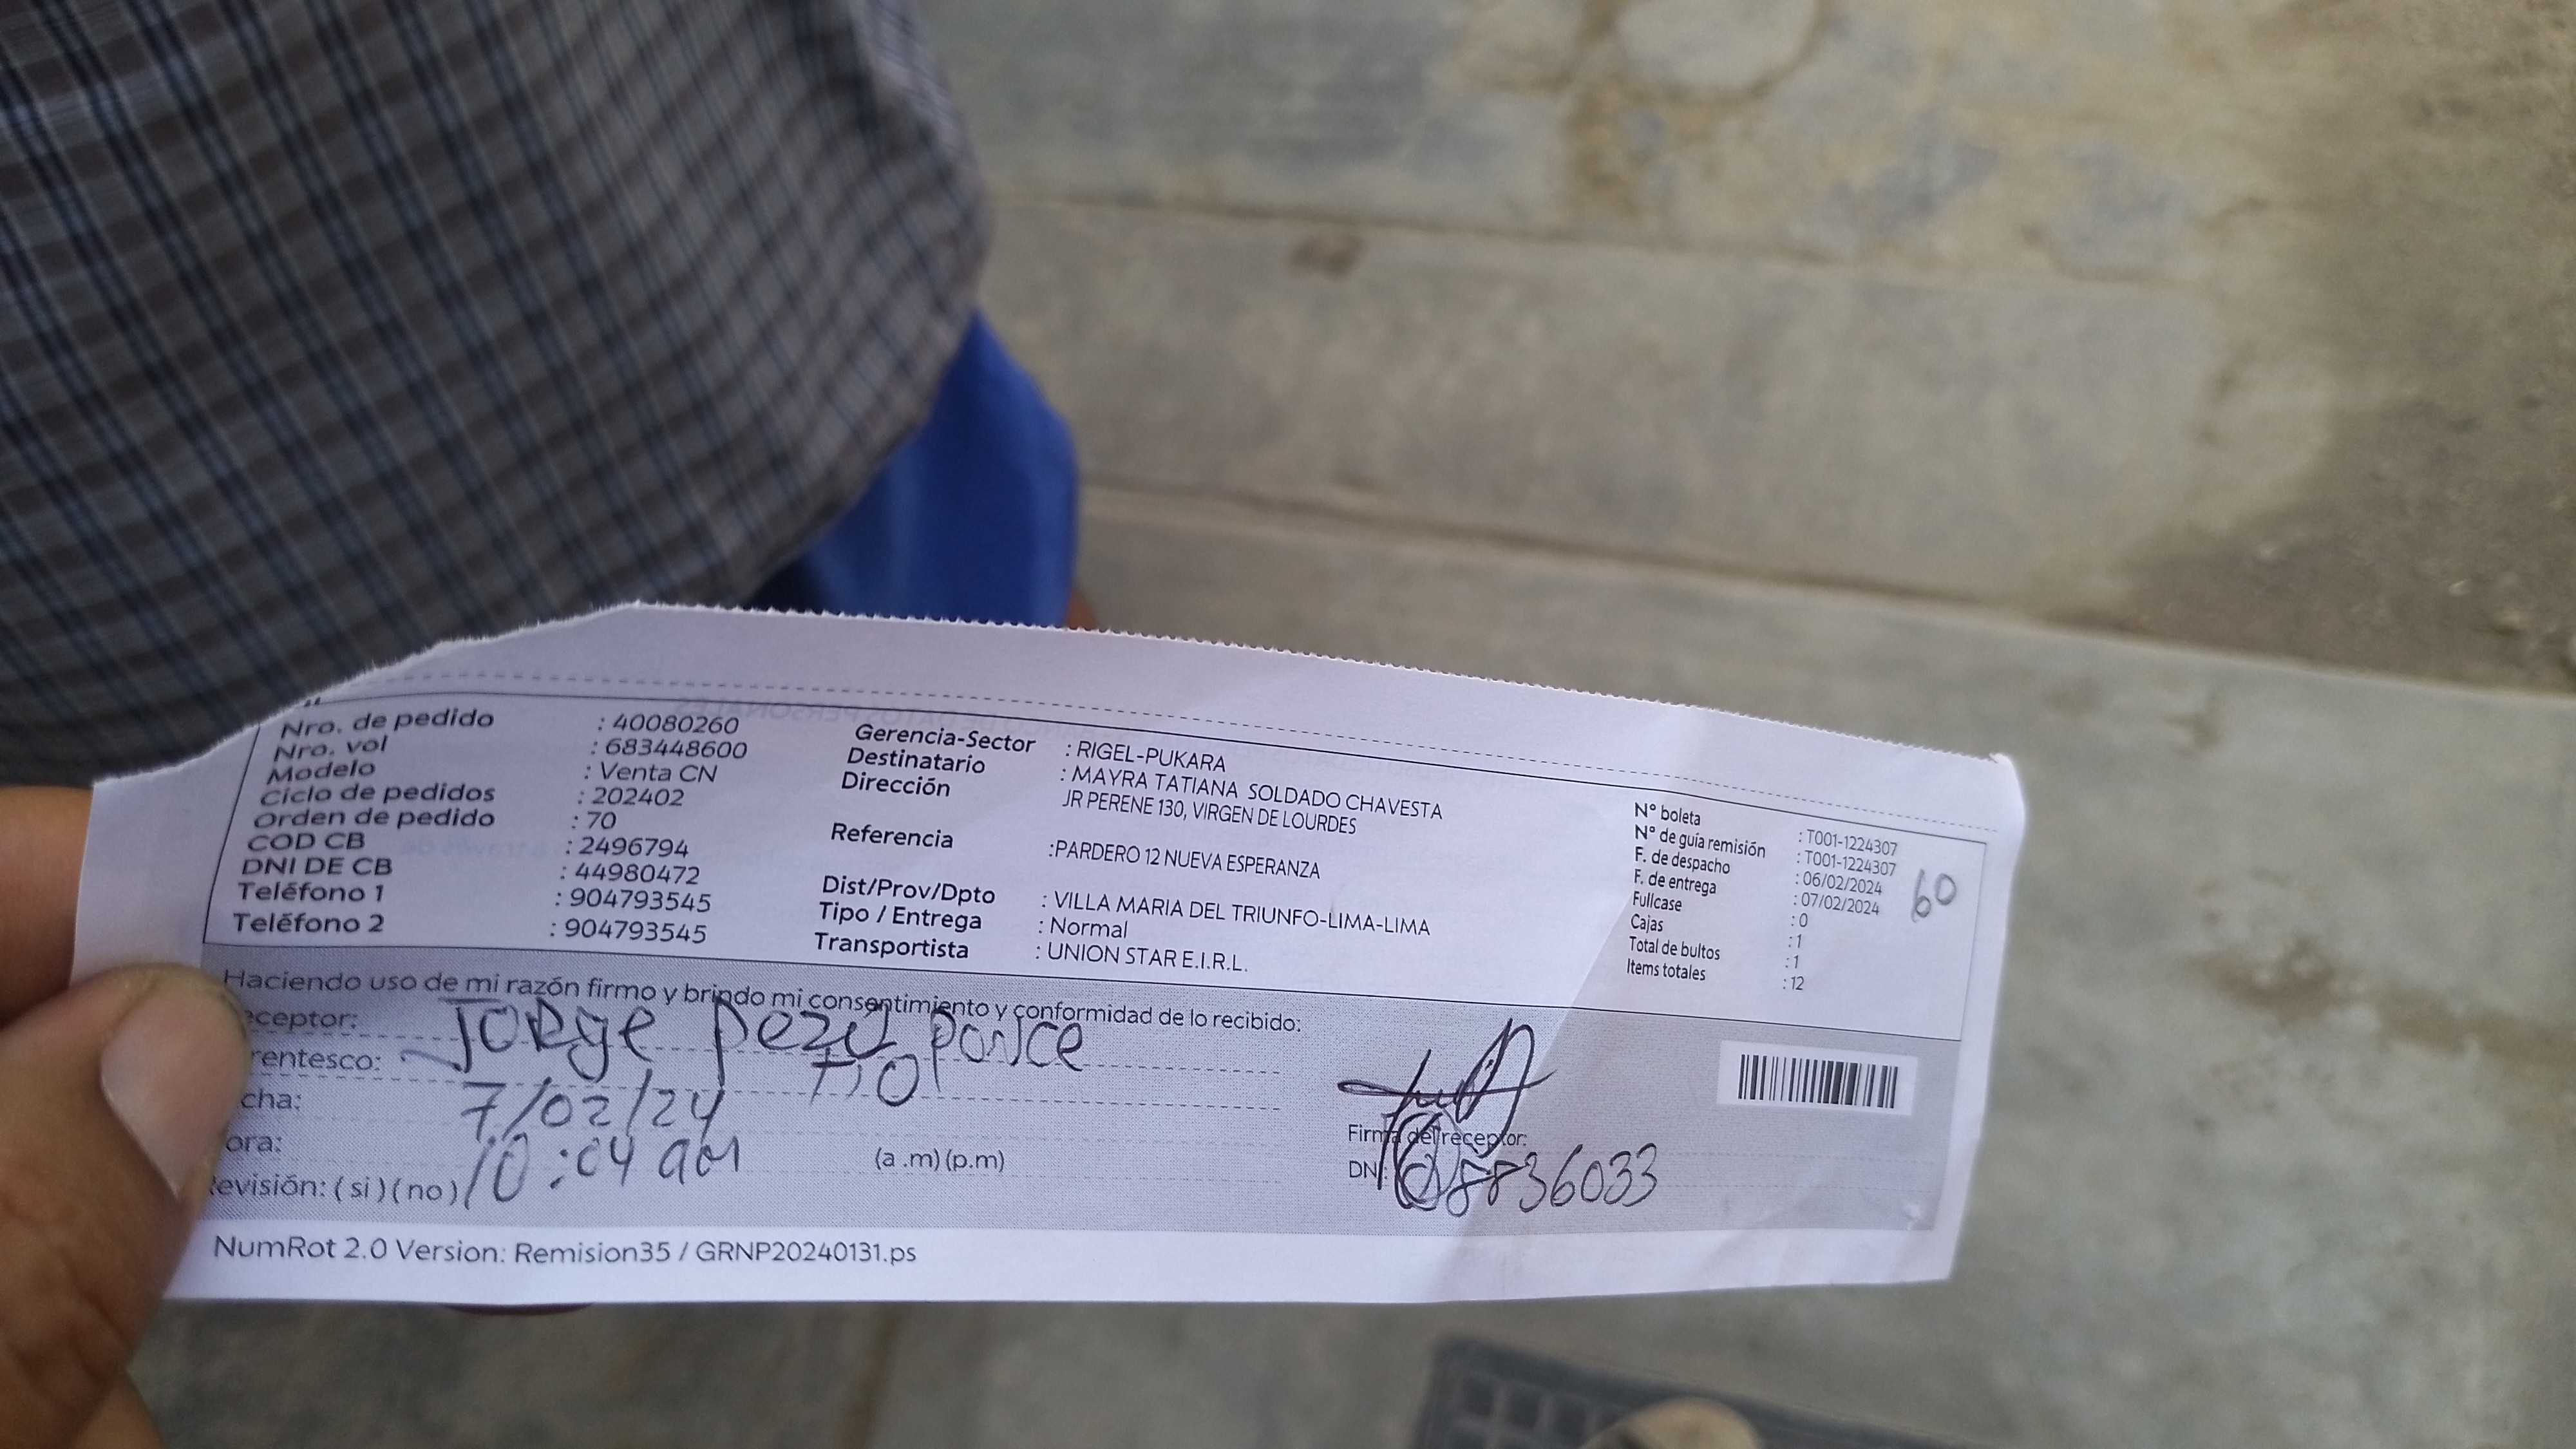 Nro. de pedido : 40080260
Nro. vol : 683448600
Modelo : Venta CN
Ciclo de pedidos : 202402
Orden de pedido : 70
COD CB : 2496794
DNI DE CB : 44980472
Teléfono 1 : 904793545
Teléfono 2 : 904793545
Gerencia-Sector : RIGEL-PUKARA
Destinatario : MAYRA TATIANA SOLDADO CHAVESTA
Dirección JR PERENE 130, VIRGEN DE LOURDES
Referencia :PARDERO 12 NUEVA ESPERANZA
Dist/Prov/Dpto : VILLA MARIA DEL TRIUNFO-LIMA-LIMA
Tipo / Entrega : Normal
Transportista : UNION STAR E.I.R.L.
N° boleta : T001-1224307
N° de guía remisión : T001-1224307
F. de despacho : 06/02/2024
F. de entrega : 07/02/2024
Fullcase : 0
Cajas : 1
Total de bultos : 1
Items totales : 12
60
Haciendo uso de mi razón firmo y brindo mi consentimiento y conformidad de lo recibido:
eceptor: Jorge Pezo Ponce
rentesco: Tio
cha: 7/02/24
ora: 10:04 am (a .m) (p.m)
evisión: ( si ) ( no )
Firma del receptor:
DNI: 08836033
NumRot 2.0 Version: Remision35 / GRNP20240131.ps